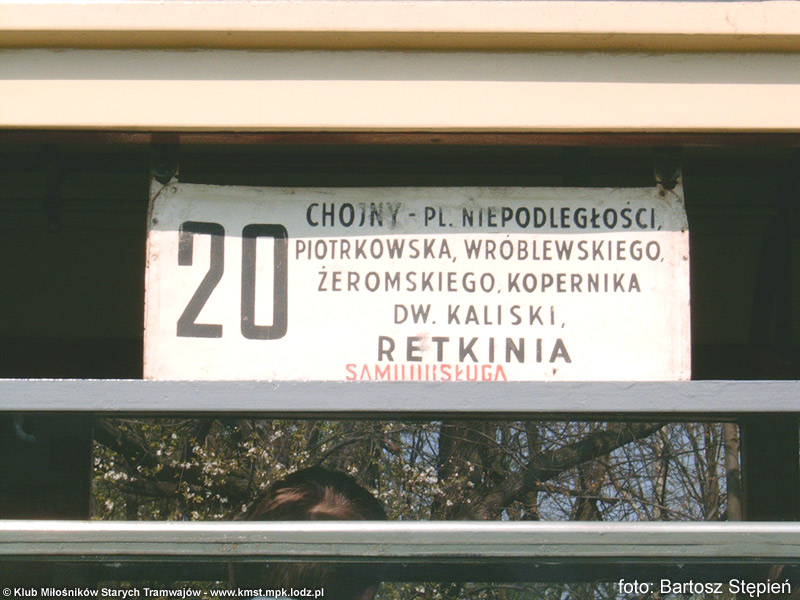 20
CHOJNY - PL. NIEPODLEGŁOŚCI,
PIOTRKOWSKA, WRÓBLEWSKIEGO,
ŻEROMSKIEGO, KOPERNIKA
DW. KALISKI,
RETKINIA
SAMOOBSŁUGA
© Klub Miłośników Starych Tramwajów - www.kmst.mpk.lodz.pl
foto: Bartosz Stępień